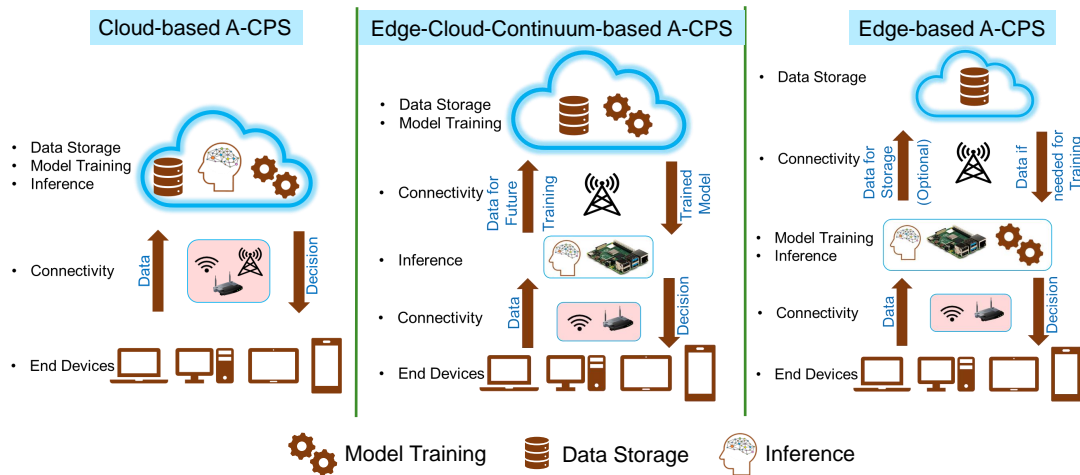 Cloud-based A-CPS
• Data Storage
• Model Training
• Inference
• Connectivity
Data
Decision
• End Devices
Edge-Cloud-Continuum-based A-CPS
• Data Storage
• Model Training
• Connectivity
Data for
Future
Training
Trained
Model
• Inference
• Connectivity
Data
Decision
• End Devices
Edge-based A-CPS
• Data Storage
• Connectivity
Data for
Storage
(Optional)
Data if
needed for
Training
• Model Training
• Inference
• Connectivity
Data
Decision
• End Devices
Model Training
Data Storage
Inference